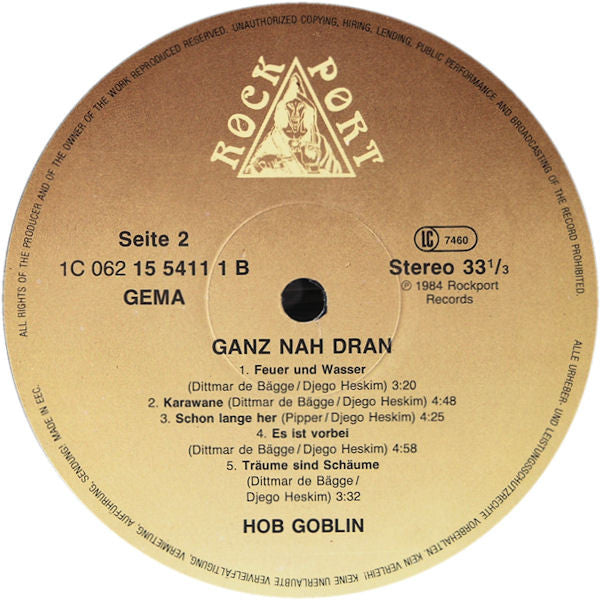 ALL RIGHTS OF THE PRODUCER AND OF THE OWNER OF THE WORK REPRODUCED RESERVED. UNAUTHORIZED COPYING, HIRING, LENDING, PUBLIC PERFORMANCE AND BROADCASTING OF THE RECORD PROHIBITED.
ROCK PORT
Seite 2
LC 7460
1C 062 15 5411 1 B
Stereo 33 1/3
GEMA
℗ 1984 Rockport
Records
GANZ NAH DRAN
1. Feuer und Wasser
(Dittmar de Bägge/Djego Heskim) 3:20
2. Karawane (Dittmar de Bägge/Djego Heskim) 4:48
3. Schon lange her (Pipper/Djego Heskim) 4:25
4. Es ist vorbei
(Dittmar de Bägge/Djego Heskim) 4:58
5. Träume sind Schäume
(Dittmar de Bägge/
Djego Heskim) 3:32
HOB GOBLIN
ALLE URHEBER- UND LEISTUNGSSCHUTZRECHTE VORBEHALTEN. KEIN VERLEIH! KEINE UNERLAUBTE VERVIELFÄLTIGUNG, VERMIETUNG, AUFFÜHRUNG, SENDUNG! MADE IN EEC.